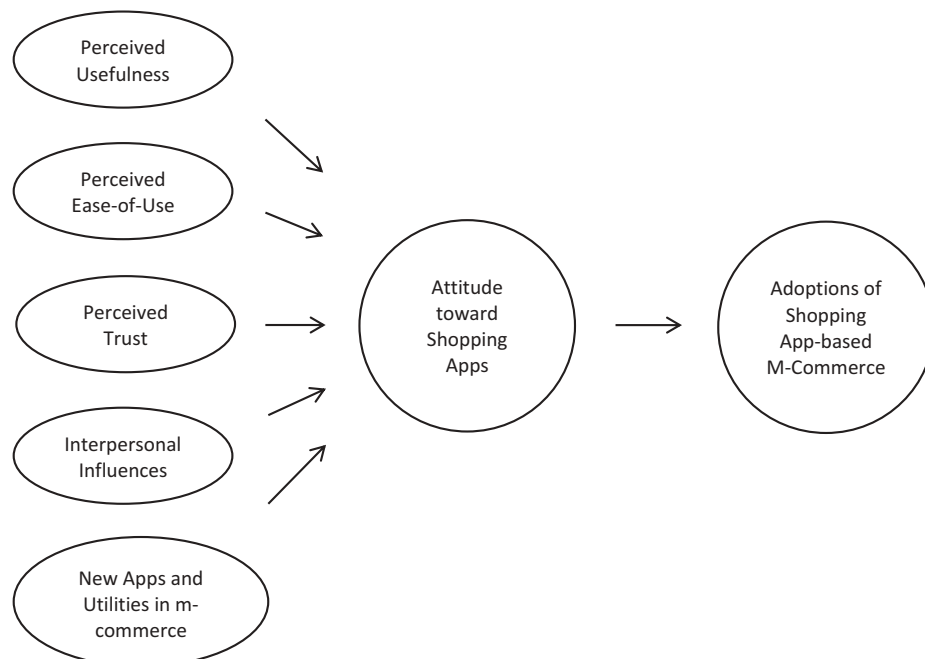 Perceived
Usefulness
Perceived
Ease-of-Use
Perceived
Trust
Interpersonal
Influences
New Apps and
Utilities in m-
commerce
Attitude
toward
Shopping
Apps
Adoptions of
Shopping
App-based
M-Commerce